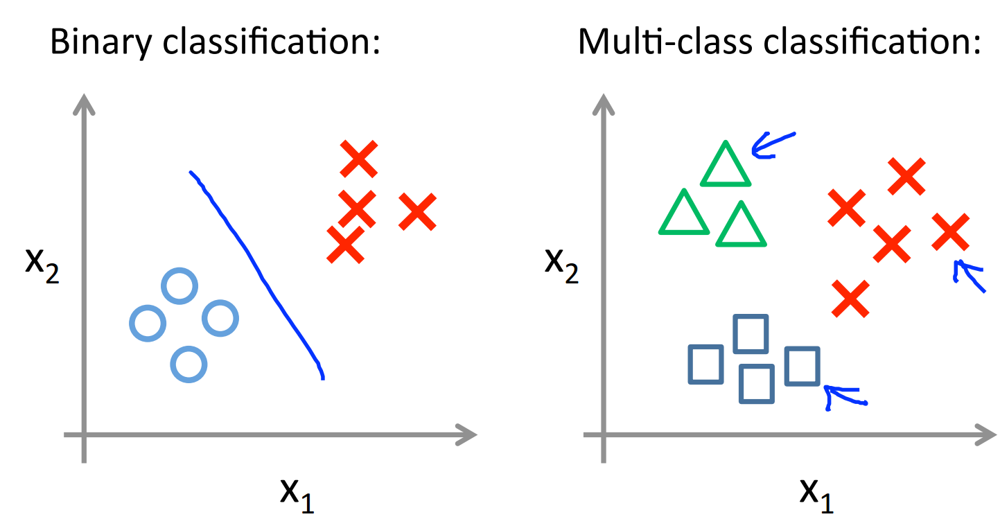 Binary classification:
x2
x1
Multi-class classification:
x2
x1